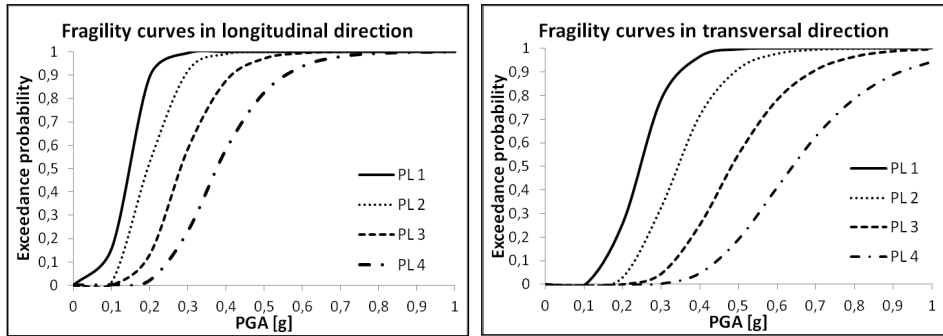 Fragility curves in longitudinal direction
Exceedance probability
1
0,9
0,8
0,7
0,6
0,5
0,4
0,3
0,2
0,1
0
PL 1
PL 2
PL 3
PL 4
0 0,1 0,2 0,3 0,4 0,5 0,6 0,7 0,8 0,9 1
PGA [g]
Fragility curves in transversal direction
Exceedance probability
1
0,9
0,8
0,7
0,6
0,5
0,4
0,3
0,2
0,1
0
PL 1
PL 2
PL 3
PL 4
0 0,1 0,2 0,3 0,4 0,5 0,6 0,7 0,8 0,9 1
PGA [g]